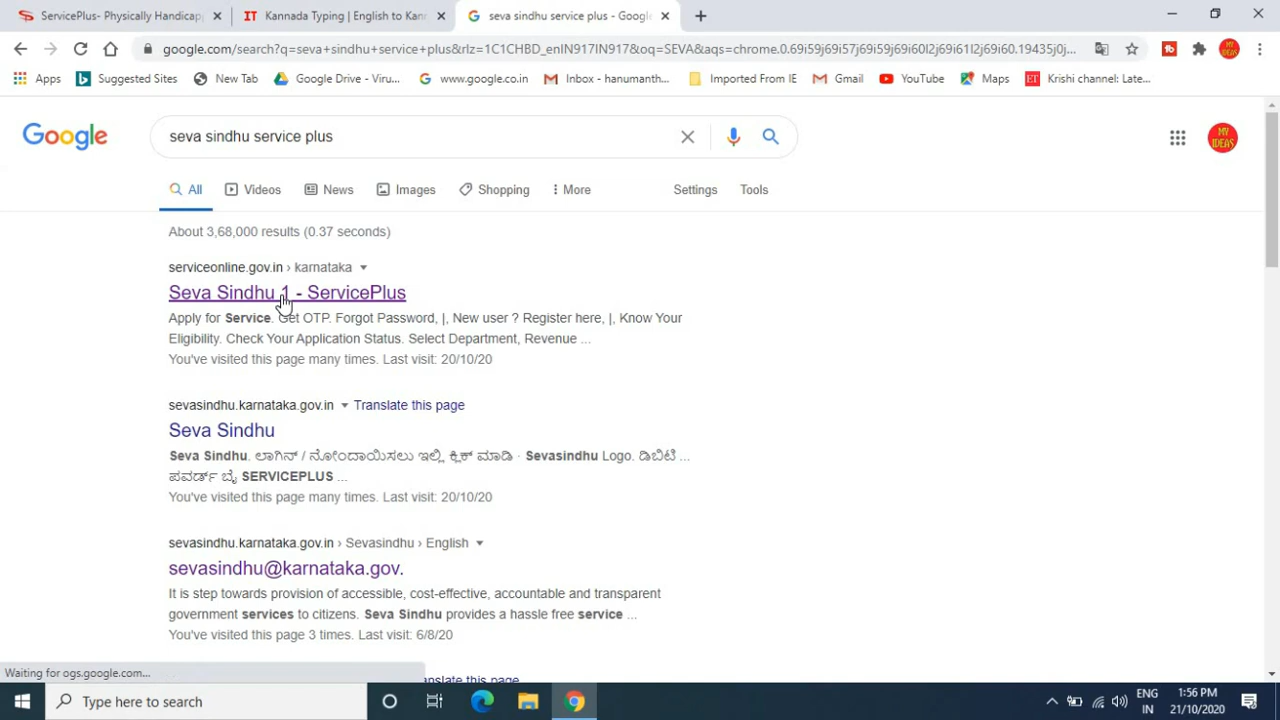 ServicePlus- Physically Handicap
Kannada Typing | English to Kan
seva sindhu service plus - Google
google.com/search?q=seva+sindhu+service+plus&rlz=1C1CHBD_enIN917IN917&oq=SEVA&aqs=chrome.0.69i59j69i57j69i59j69i60l2j69i61l2j69i60.19435j0j...
Apps
Suggested Sites
New Tab
Google Drive - Viru...
www.google.co.in
Inbox - hanumanth...
Imported From IE
Gmail
YouTube
Maps
ET
Krishi channel: Late...
Google
seva sindhu service plus
MY IDEAS
All
Videos
News
Images
Shopping
More
Settings
Tools
About 3,68,000 results (0.37 seconds)
serviceonline.gov.in › karnataka
Seva Sindhu 1 - ServicePlus
Apply for Service. Get OTP. Forgot Password, |, New user ? Register here, |, Know Your
Eligibility. Check Your Application Status. Select Department, Revenue ...
You've visited this page many times. Last visit: 20/10/20
sevasindhu.karnataka.gov.in Translate this page
Seva Sindhu
Seva Sindhu. ಲಾಗಿನ್ / ನೋಂದಾಯಿಸಲು ಇಲ್ಲಿ ಕ್ಲಿಕ್ ಮಾಡಿ · Sevasindhu Logo. ಡಿಬಿಟಿ ...
ಪವರ್ಡ್ ಬೈ SERVICEPLUS ...
You've visited this page many times. Last visit: 20/10/20
sevasindhu.karnataka.gov.in › Sevasindhu › English
sevasindhu@karnataka.gov.
It is step towards provision of accessible, cost-effective, accountable and transparent
government services to citizens. Seva Sindhu provides a hassle free service ...
You've visited this page 3 times. Last visit: 6/8/20
Waiting for ogs.google.com...
anslate this page
Type here to search
ENG
IN
1:56 PM
21/10/2020